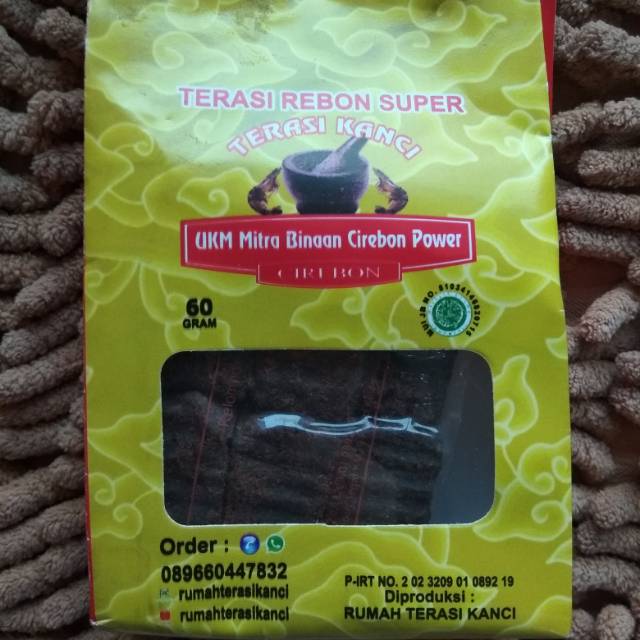 TERASI REBON SUPER
TERASI KANCI
UKM Mitra Binaan Cirebon Power
CIREBON
60
GRAM
Order :
089660447832
rumahterasikanci
rumahterasikanci
P-IRT NO. 2 02 3209 01 0892 19
Diproduksi :
RUMAH TERASI KANCI